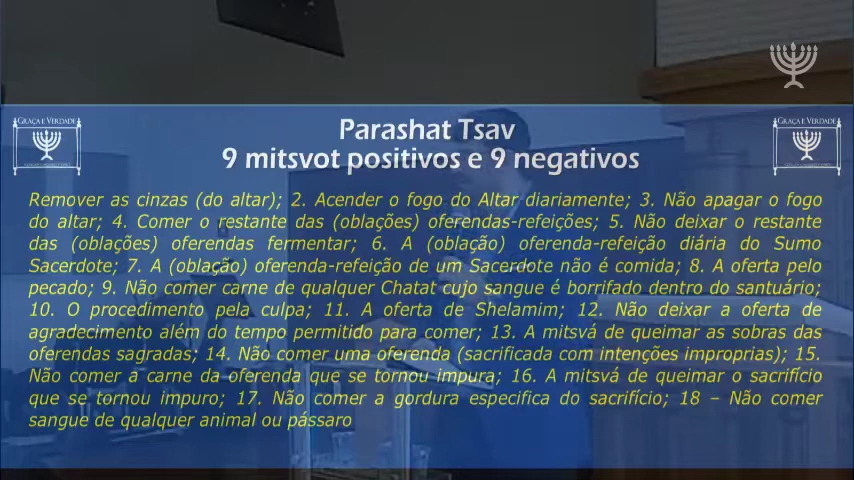 GRAÇA E VERDADE
GRAÇA E VERDADE
Parashat Tsav
9 mitsvot positivos e 9 negativos
Remover as cinzas (do altar); 2. Acender o fogo do Altar diariamente; 3. Não apagar o fogo
do altar; 4. Comer o restante das (oblações) oferendas-refeições; 5. Não deixar o restante
das (oblações) oferendas fermentar; 6. A (oblação) oferenda-refeição diária do Sumo
Sacerdote; 7. A (oblação) oferenda-refeição de um Sacerdote não é comida; 8. A oferta pelo
pecado; 9. Não comer carne de qualquer Chatat cujo sangue é borrifado dentro do santuário;
10. O procedimento pela culpa; 11. A oferta de Shelamim; 12. Não deixar a oferta de
agradecimento além do tempo permitido para comer; 13. A mitsvá de queimar as sobras das
oferendas sagradas; 14. Não comer uma oferenda (sacrificada com intenções improprias); 15.
Não comer a carne da oferenda que se tornou impura; 16. A mitsvá de queimar o sacrifício
que se tornou impuro; 17. Não comer a gordura especifica do sacrifício; 18 – Não comer
sangue de qualquer animal ou pássaro